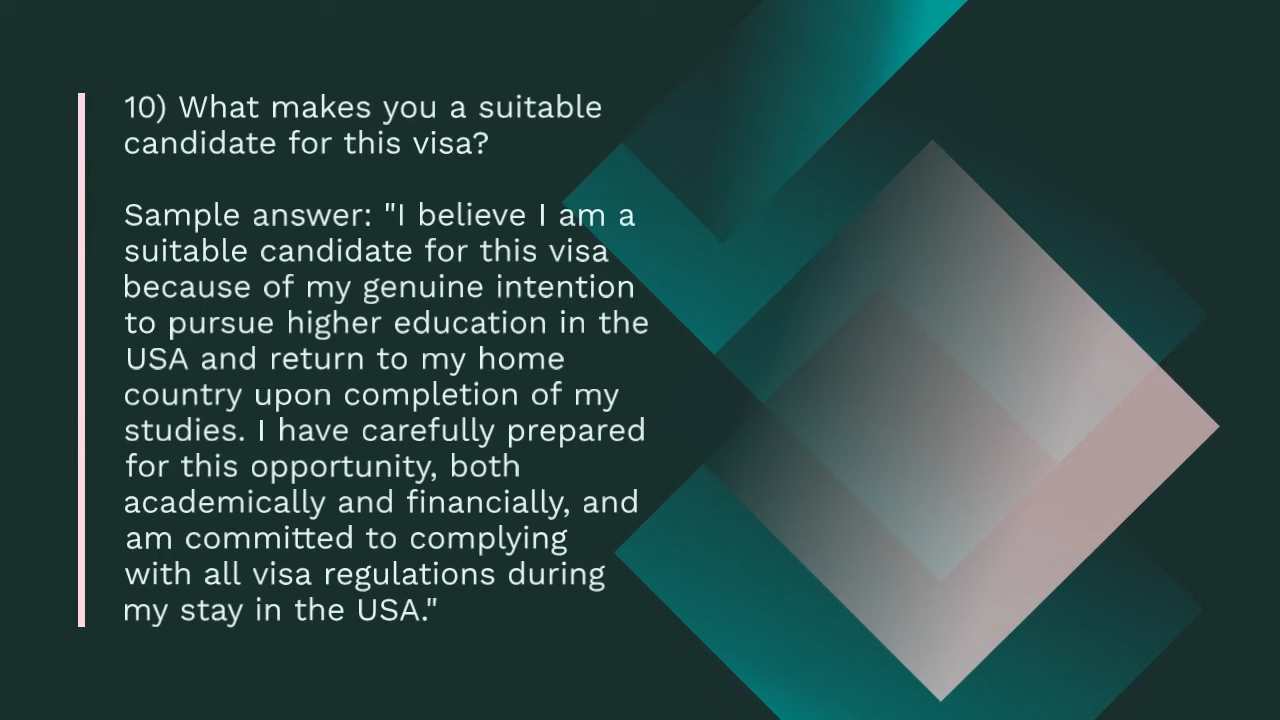 10) What makes you a suitable
candidate for this visa?
Sample answer: "I believe I am a
suitable candidate for this visa
because of my genuine intention
to pursue higher education in the
USA and return to my home
country upon completion of my
studies. I have carefully prepared
for this opportunity, both
academically and financially, and
am committed to complying
with all visa regulations during
my stay in the USA."